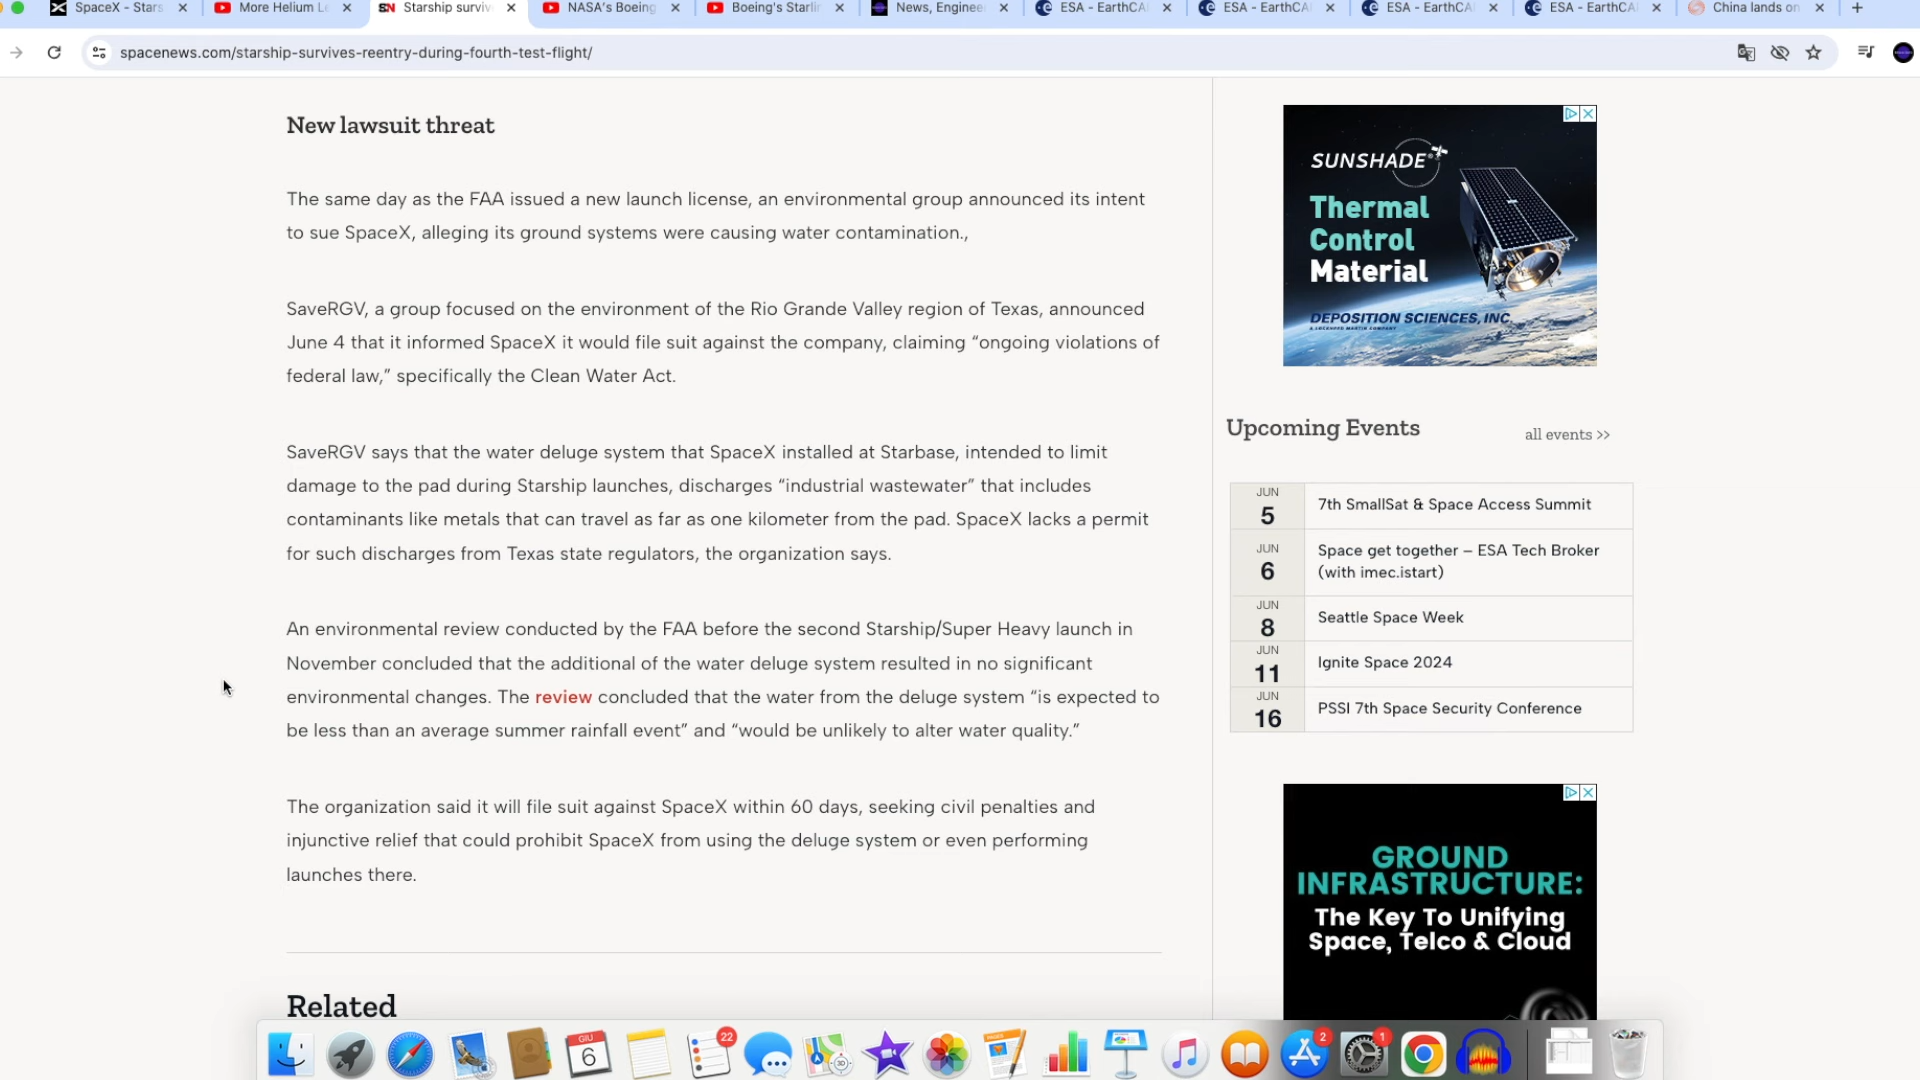 SpaceX - Stars
More Helium Le
Starship surviv
NASA's Boeing
Boeing's Starlin
News, Enginee
ESA - EarthCA
ESA - EarthCA
ESA - EarthCA
ESA - EarthCA
China lands on
spacenews.com/starship-survives-reentry-during-fourth-test-flight/
New lawsuit threat
The same day as the FAA issued a new launch license, an environmental group announced its intent
to sue SpaceX, alleging its ground systems were causing water contamination.,
SaveRGV, a group focused on the environment of the Rio Grande Valley region of Texas, announced
June 4 that it informed SpaceX it would file suit against the company, claiming “ongoing violations of
federal law,” specifically the Clean Water Act.
SaveRGV says that the water deluge system that SpaceX installed at Starbase, intended to limit
damage to the pad during Starship launches, discharges “industrial wastewater” that includes
contaminants like metals that can travel as far as one kilometer from the pad. SpaceX lacks a permit
for such discharges from Texas state regulators, the organization says.
An environmental review conducted by the FAA before the second Starship/Super Heavy launch in
November concluded that the additional of the water deluge system resulted in no significant
environmental changes. The review concluded that the water from the deluge system “is expected to
be less than an average summer rainfall event” and “would be unlikely to alter water quality.”
The organization said it will file suit against SpaceX within 60 days, seeking civil penalties and
injunctive relief that could prohibit SpaceX from using the deluge system or even performing
launches there.
Related
SUNSHADE
Thermal
Control
Material
DEPOSITION SCIENCES, INC.
A LOCKHEED MARTIN COMPANY
Upcoming Events
all events >>
JUN
5
7th SmallSat & Space Access Summit
JUN
6
Space get together – ESA Tech Broker
(with imec.istart)
JUN
8
Seattle Space Week
JUN
11
Ignite Space 2024
JUN
16
PSSI 7th Space Security Conference
GROUND
INFRASTRUCTURE:
The Key To Unifying
Space, Telco & Cloud
GIU
6
22
3D
2
1